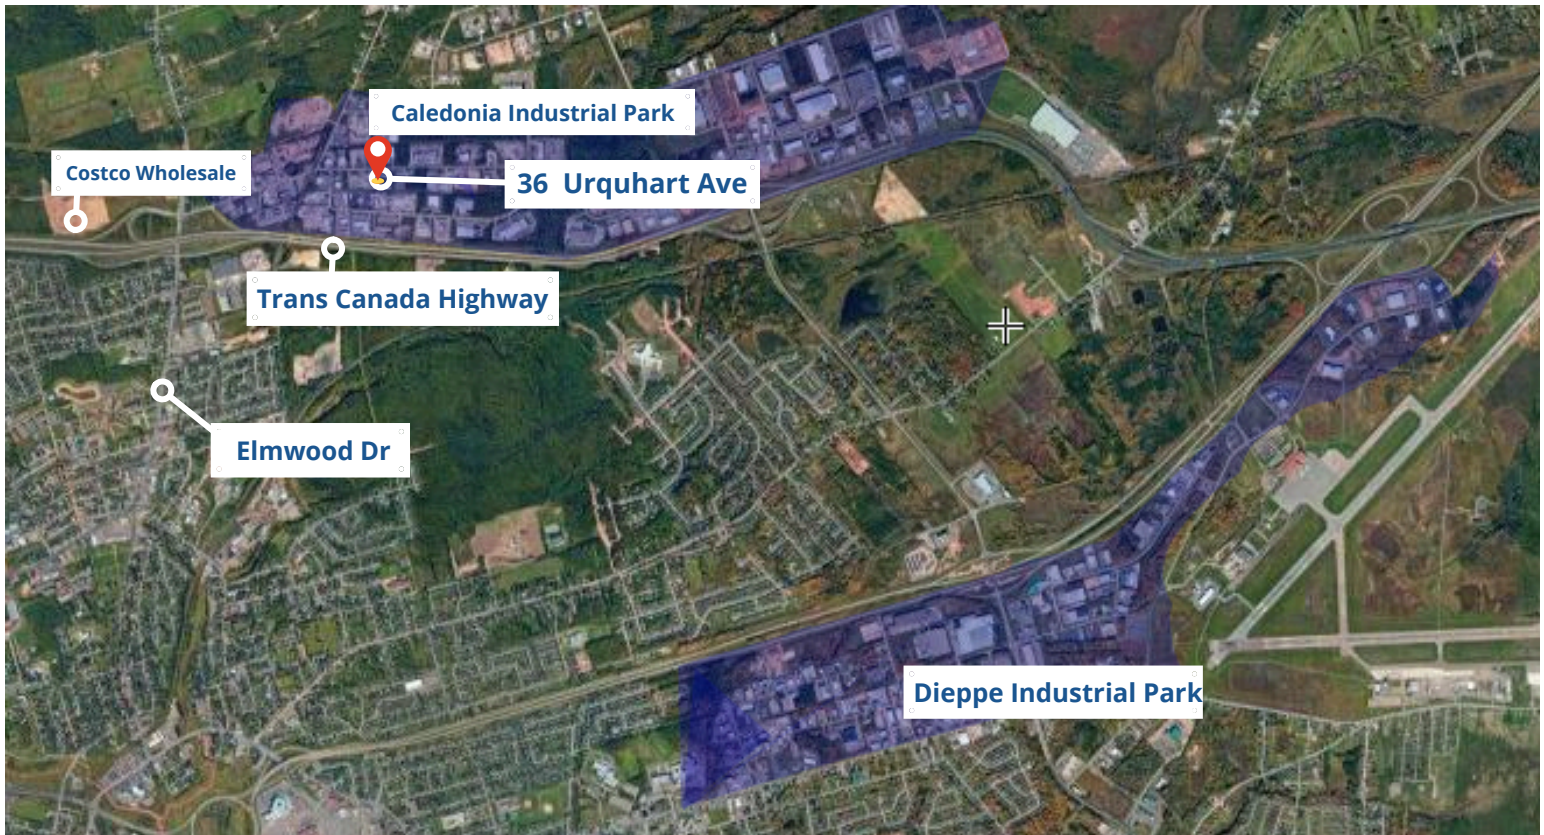 Caledonia Industrial Park
Costco Wholesale
36 Urquhart Ave
Trans Canada Highway
Elmwood Dr
Dieppe Industrial Park